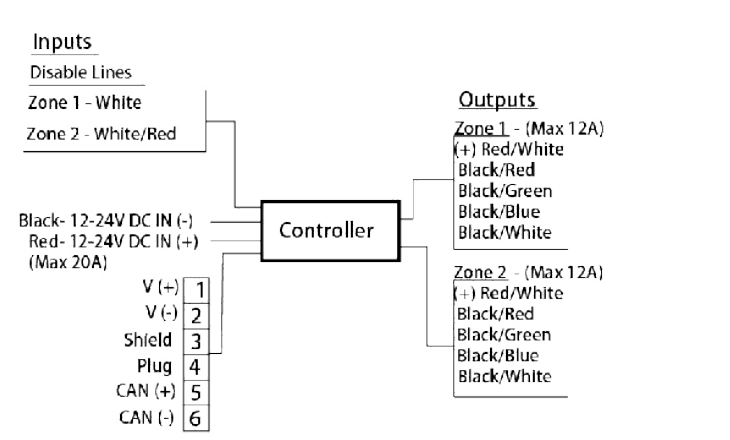 Inputs
Disable Lines
Zone 1 - White
Zone 2 - White/Red
Black- 12-24V DC IN (-)
Red- 12-24V DC IN (+)
(Max 20A)
V (+) 1
V (-) 2
Shield 3
Plug 4
CAN (+) 5
CAN (-) 6
Controller
Outputs
Zone 1 - (Max 12A)
(+) Red/White
Black/Red
Black/Green
Black/Blue
Black/White
Zone 2 - (Max 12A)
(+) Red/White
Black/Red
Black/Green
Black/Blue
Black/White